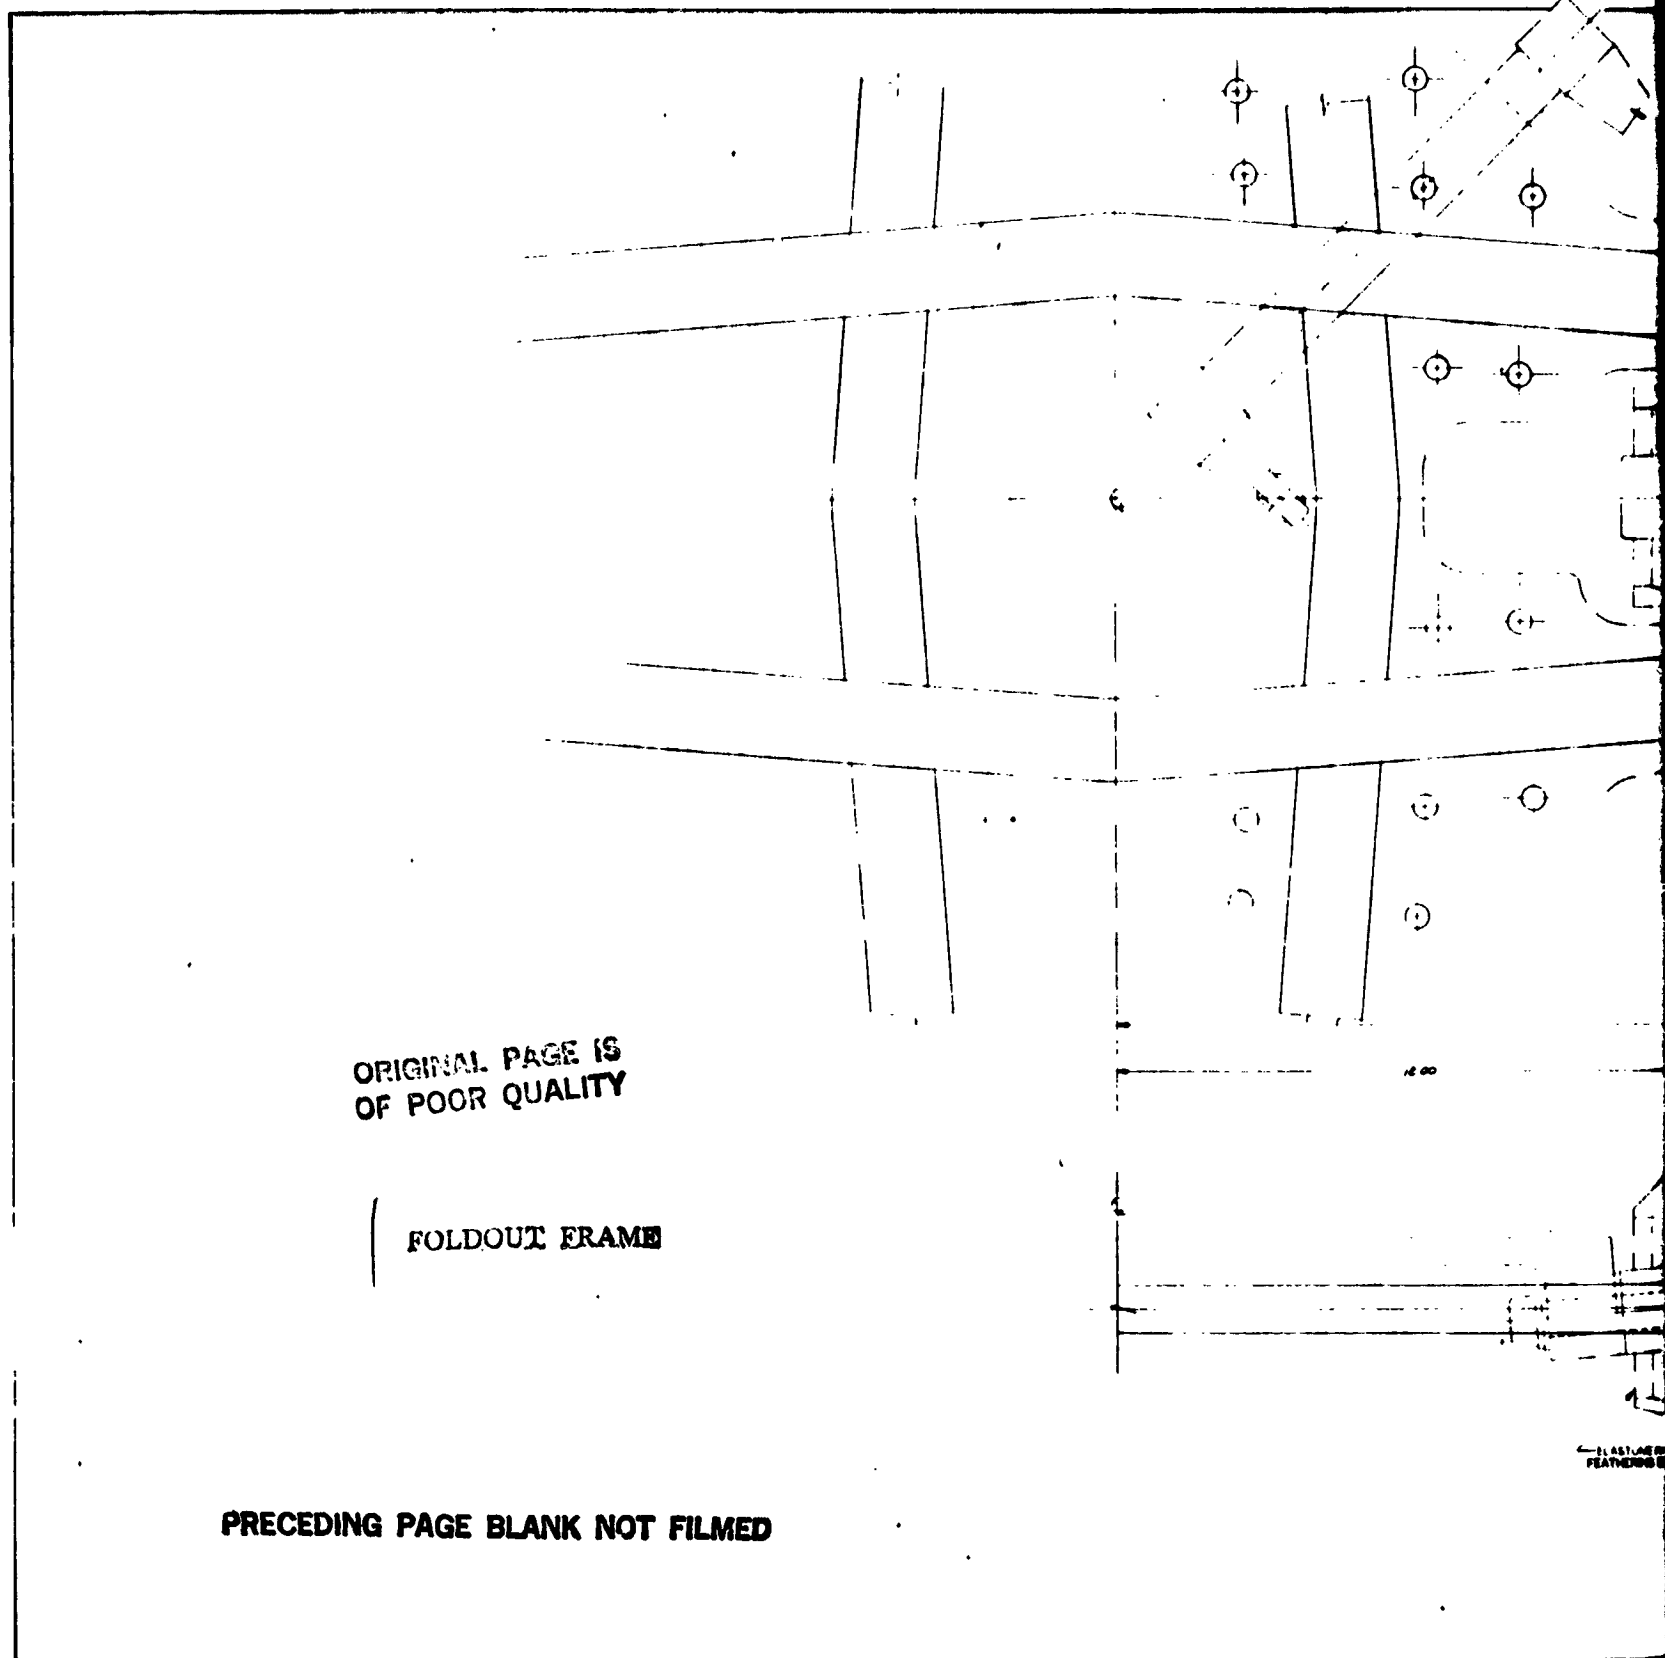 ORIGINAL PAGE IS
OF POOR QUALITY
FOLDOUT FRAME
PRECEDING PAGE BLANK NOT FILMED